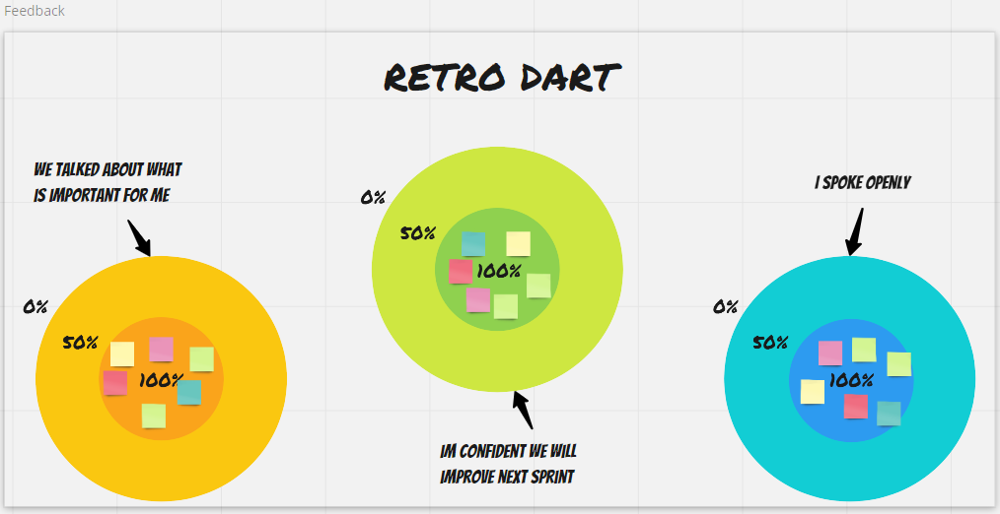 Feedback
RETRO DART
WE TALKED ABOUT WHAT
IS IMPORTANT FOR ME
0%
50%
100%
0%
50%
100%
IM CONFIDENT WE WILL
IMPROVE NEXT SPRINT
I SPOKE OPENLY
0%
50%
100%